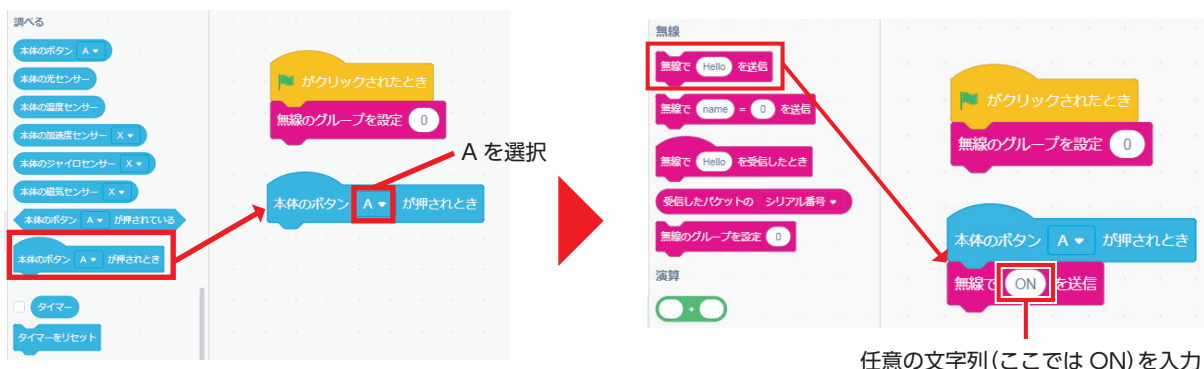 調べる
本体のボタン A
本体の光センサー
本体の温度センサー
本体の加速度センサー X
本体のジャイロセンサー X
本体の磁気センサー X
本体のボタン A が押されている
本体のボタン A が押されとき
タイマー
タイマーをリセット
がクリックされたとき
無線のグループを設定 0
A を選択
本体のボタン A が押されとき
無線
無線で Hello を送信
無線で name = 0 を送信
無線で Hello を受信したとき
受信したパケットの シリアル番号
無線のグループを設定 0
演算
+
がクリックされたとき
無線のグループを設定 0
本体のボタン A が押されとき
無線で ON を送信
任意の文字列(ここでは ON)を入力